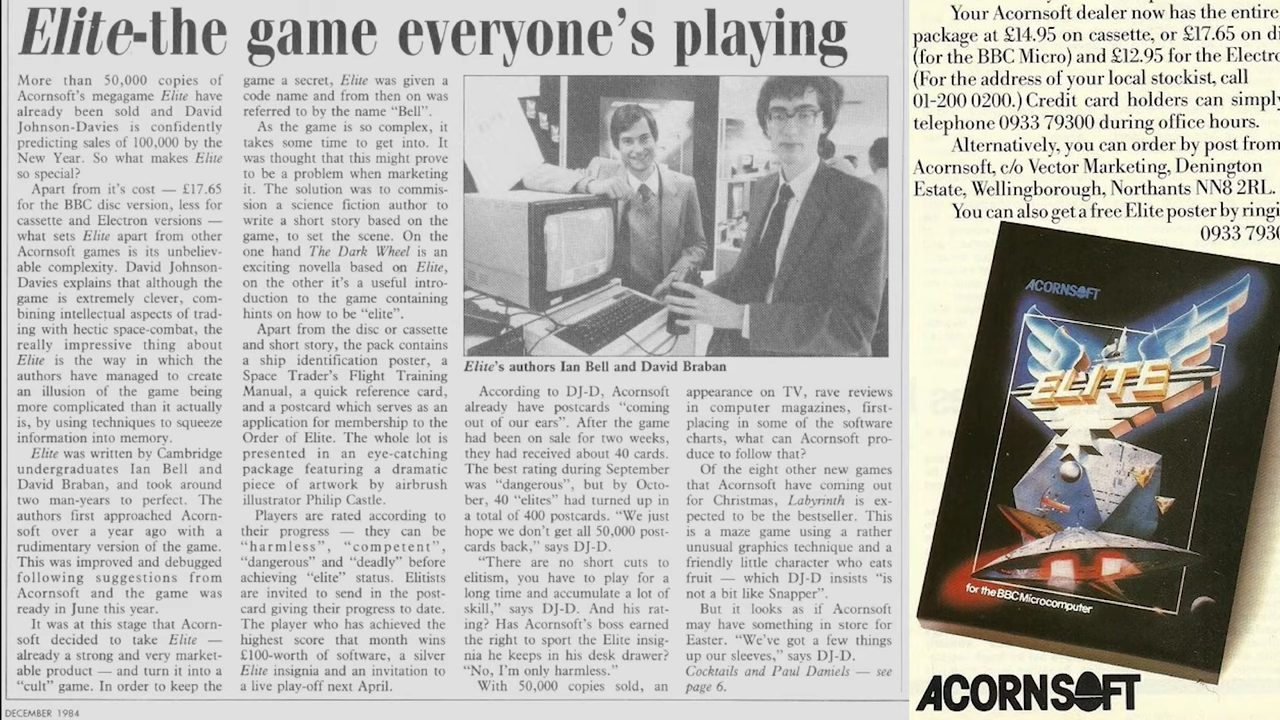 Elite-the game everyone's playing
More than 50,000 copies of
Acornsoft's megagame Elite have
already been sold and David
Johnson-Davies is confidently
predicting sales of 100,000 by the
New Year. So what makes Elite
so special?
Apart from it's cost — £17.65
for the BBC disc version, less for
cassette and Electron versions —
what sets Elite apart from other
Acornsoft games is its unbeliev-
able complexity. David Johnson-
Davies explains that although the
game is extremely clever, com-
bining intellectual aspects of trad-
ing with hectic space-combat, the
really impressive thing about
Elite is the way in which the
authors have managed to create
an illusion of the game being
more complicated than it actually
is, by using techniques to squeeze
information into memory.
Elite was written by Cambridge
undergraduates Ian Bell and
David Braban, and took around
two man-years to perfect. The
authors first approached Acorn-
soft over a year ago with a
rudimentary version of the game.
This was improved and debugged
following suggestions from
Acornsoft and the game was
ready in June this year.
It was at this stage that Acorn-
soft decided to take Elite —
already a strong and very market-
able product — and turn it into a
"cult" game. In order to keep the
game a secret, Elite was given a
code name and from then on was
referred to by the name "Bell".
As the game is so complex, it
takes some time to get into. It
was thought that this might prove
to be a problem when marketing
it. The solution was to commis-
sion a science fiction author to
write a short story based on the
game, to set the scene. On the
one hand The Dark Wheel is an
exciting novella based on Elite,
on the other it's a useful intro-
duction to the game containing
hints on how to be "elite".
Apart from the disc or cassette
and short story, the pack contains
a ship identification poster, a
Space Trader's Flight Training
Manual, a quick reference card,
and a postcard which serves as an
application for membership to the
Order of Elite. The whole lot is
presented in an eye-catching
package featuring a dramatic
piece of artwork by airbrush
illustrator Philip Castle.
Players are rated according to
their progress — they can be
"harmless", "competent",
"dangerous" and "deadly" before
achieving "elite" status. Elitists
are invited to send in the post-
card giving their progress to date.
The player who has achieved the
highest score that month wins
£100-worth of software, a silver
Elite insignia and an invitation to
a live play-off next April.
Elite's authors Ian Bell and David Braban
According to DJ-D, Acornsoft
already have postcards "coming
out of our ears". After the game
had been on sale for two weeks,
they had received about 40 cards.
The best rating during September
was "dangerous", but by Octo-
ber, 40 "elites" had turned up in
a total of 400 postcards. "We just
hope we don't get all 50,000 post-
cards back," says DJ-D.
"There are no short cuts to
elitism, you have to play for a
long time and accumulate a lot of
skill," says DJ-D. And his rat-
ing? Has Acornsoft's boss earned
the right to sport the Elite insig-
nia he keeps in his desk drawer?
"No, I'm only harmless."
With 50,000 copies sold, an
appearance on TV, rave reviews
in computer magazines, first-
placing in some of the software
charts, what can Acornsoft pro-
duce to follow that?
Of the eight other new games
that Acornsoft have coming out
for Christmas, Labyrinth is ex-
pected to be the bestseller. This
is a maze game using a rather
unusual graphics technique and a
friendly little character who eats
fruit — which DJ-D insists "is
not a bit like Snapper".
But it looks as if Acornsoft
may have something in store for
Easter. "We've got a few things
up our sleeves," says DJ-D.
Cocktails and Paul Daniels — see
page 6.
DECEMBER 1984
Your Acornsoft dealer now has the entire
package at £14.95 on cassette, or £17.65 on di
(for the BBC Micro) and £12.95 for the Electro
(For the address of your local stockist, call
01-200 0200.) Credit card holders can simply
telephone 0933 79300 during office hours.
Alternatively, you can order by post from
Acornsoft, c/o Vector Marketing, Denington
Estate, Wellingborough, Northants NN8 2RL.
You can also get a free Elite poster by ringi
0933 7930
ACORNSOFT
ELITE
for the BBC Microcomputer
ACORNSOFT